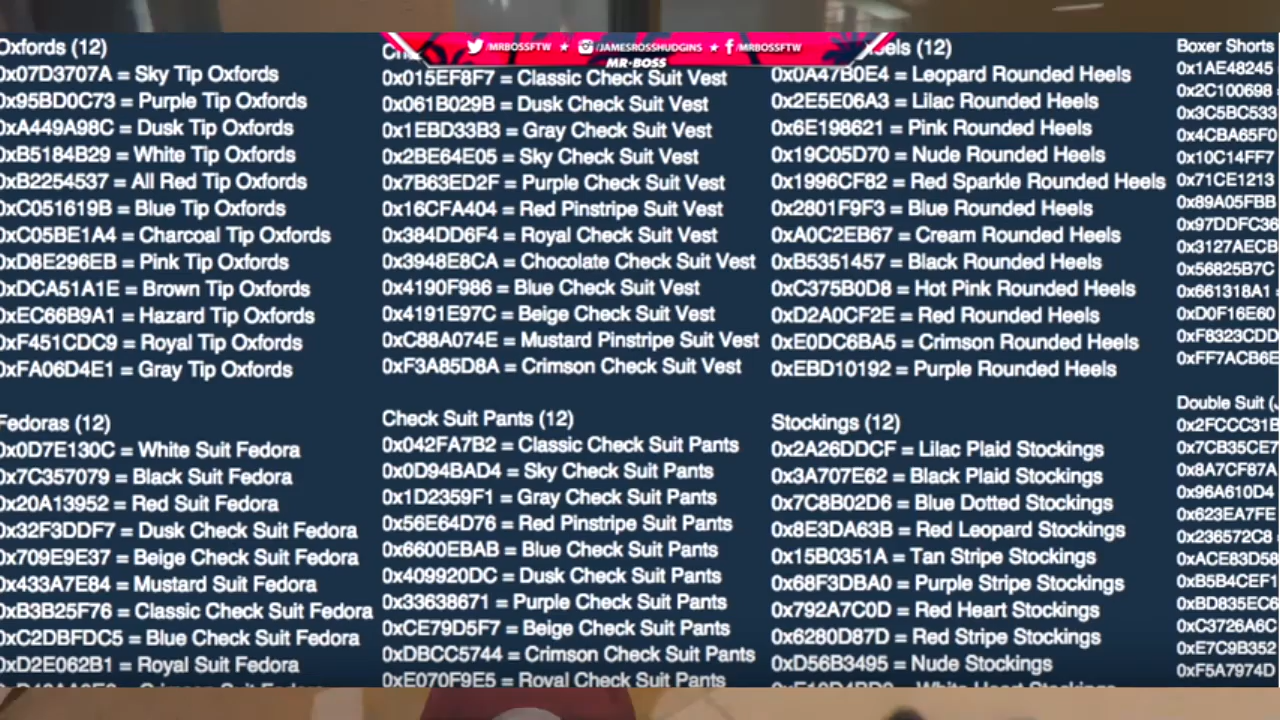 /MRBOSSFTW ★ /JAMESROSSHUDGINS ★ /MRBOSSFTW
MR-BOSS
Oxfords (12)
0x07D3707A = Sky Tip Oxfords
0x95BD0C73 = Purple Tip Oxfords
0xA449A98C = Dusk Tip Oxfords
0xB5184B29 = White Tip Oxfords
0xB2254537 = All Red Tip Oxfords
0xC051619B = Blue Tip Oxfords
0xC05BE1A4 = Charcoal Tip Oxfords
0xD8E296EB = Pink Tip Oxfords
0xDCA51A1E = Brown Tip Oxfords
0xEC66B9A1 = Hazard Tip Oxfords
0xF451CDC9 = Royal Tip Oxfords
0xFA06D4E1 = Gray Tip Oxfords
Fedoras (12)
0x0D7E130C = White Suit Fedora
0x7C357079 = Black Suit Fedora
0x20A13952 = Red Suit Fedora
0x32F3DDF7 = Dusk Check Suit Fedora
0x709E9E37 = Beige Check Suit Fedora
0x433A7E84 = Mustard Suit Fedora
0xB3B25F76 = Classic Check Suit Fedora
0xC2DBFDC5 = Blue Check Suit Fedora
0xD2E062B1 = Royal Suit Fedora
0x015EF8F7 = Classic Check Suit Vest
0x061B029B = Dusk Check Suit Vest
0x1EBD33B3 = Gray Check Suit Vest
0x2BE64E05 = Sky Check Suit Vest
0x7B63ED2F = Purple Check Suit Vest
0x16CFA404 = Red Pinstripe Suit Vest
0x384DD6F4 = Royal Check Suit Vest
0x3948E8CA = Chocolate Check Suit Vest
0x4190F986 = Blue Check Suit Vest
0x4191E97C = Beige Check Suit Vest
0xC88A074E = Mustard Pinstripe Suit Vest
0xF3A85D8A = Crimson Check Suit Vest
Check Suit Pants (12)
0x042FA7B2 = Classic Check Suit Pants
0x0D94BAD4 = Sky Check Suit Pants
0x1D2359F1 = Gray Check Suit Pants
0x56E64D76 = Red Pinstripe Suit Pants
0x6600EBAB = Blue Check Suit Pants
0x409920DC = Dusk Check Suit Pants
0x33638671 = Purple Check Suit Pants
0xCE79D5F7 = Beige Check Suit Pants
0xDBCC5744 = Crimson Check Suit Pants
0xE070F9E5 = Royal Check Suit Pants
(12)
0x0A47B0E4 = Leopard Rounded Heels
0x2E5E06A3 = Lilac Rounded Heels
0x6E198621 = Pink Rounded Heels
0x19C05D70 = Nude Rounded Heels
0x1996CF82 = Red Sparkle Rounded Heels
0x2801F9F3 = Blue Rounded Heels
0xA0C2EB67 = Cream Rounded Heels
0xB5351457 = Black Rounded Heels
0xC375B0D8 = Hot Pink Rounded Heels
0xD2A0CF2E = Red Rounded Heels
0xE0DC6BA5 = Crimson Rounded Heels
0xEBD10192 = Purple Rounded Heels
Stockings (12)
0x2A26DDCF = Lilac Plaid Stockings
0x3A707E62 = Black Plaid Stockings
0x7C8B02D6 = Blue Dotted Stockings
0x8E3DA63B = Red Leopard Stockings
0x15B0351A = Tan Stripe Stockings
0x68F3DBA0 = Purple Stripe Stockings
0x792A7C0D = Red Heart Stockings
0x6280D87D = Red Stripe Stockings
0xD56B3495 = Nude Stockings
Boxer Shorts
0x1AE48245
0x2C100698
0x3C5BC533
0x4CBA65F0
0x10C14FF7
0x71CE1213
0x89A05FBB
0x97DDFC36
0x3127AECB
0x56825B7C
0x661318A1 =
0xD0F16E60
0xF8323CDD
0xFF7ACB6E
Double Suit (
0x2FCCC31B
0x7CB35CE7
0x8A7CF87A
0x96A610D4
0x623EA7FE
0x236572C8
0xACE83D58
0xB5B4CEF1
0xBD835EC6
0xC3726A6C
0xE7C9B352
0xF5A7974D